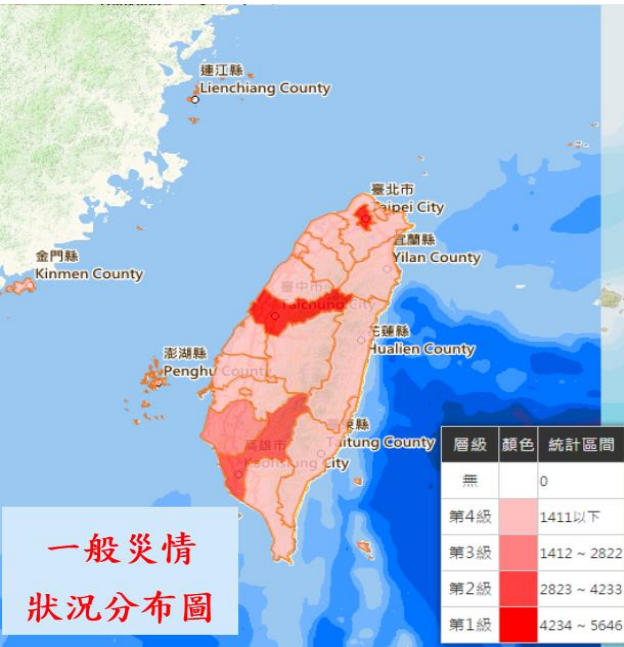 連江縣
Lienchiang County
臺北市
Taipei City
宜蘭縣
Yilan County
金門縣
Kinmen County
臺中市
Taichung City
花蓮縣
Hualien County
澎湖縣
Penghu County
臺東縣
Taitung County
高雄市
Kaohsiung City
層級 顏色 統計區間
無 0
第4級 1411以下
第3級 1412 ~ 2822
第2級 2823 ~ 4233
第1級 4234 ~ 5646
一般災情
狀況分布圖